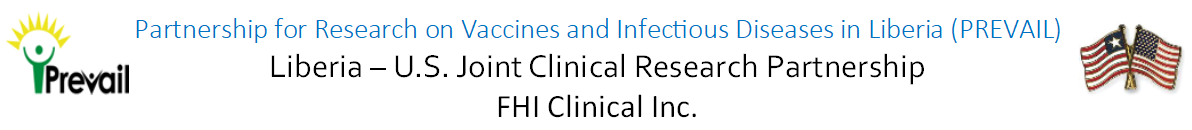 Prevail
Partnership for Research on Vaccines and Infectious Diseases in Liberia (PREVAIL)
Liberia – U.S. Joint Clinical Research Partnership
FHI Clinical Inc.